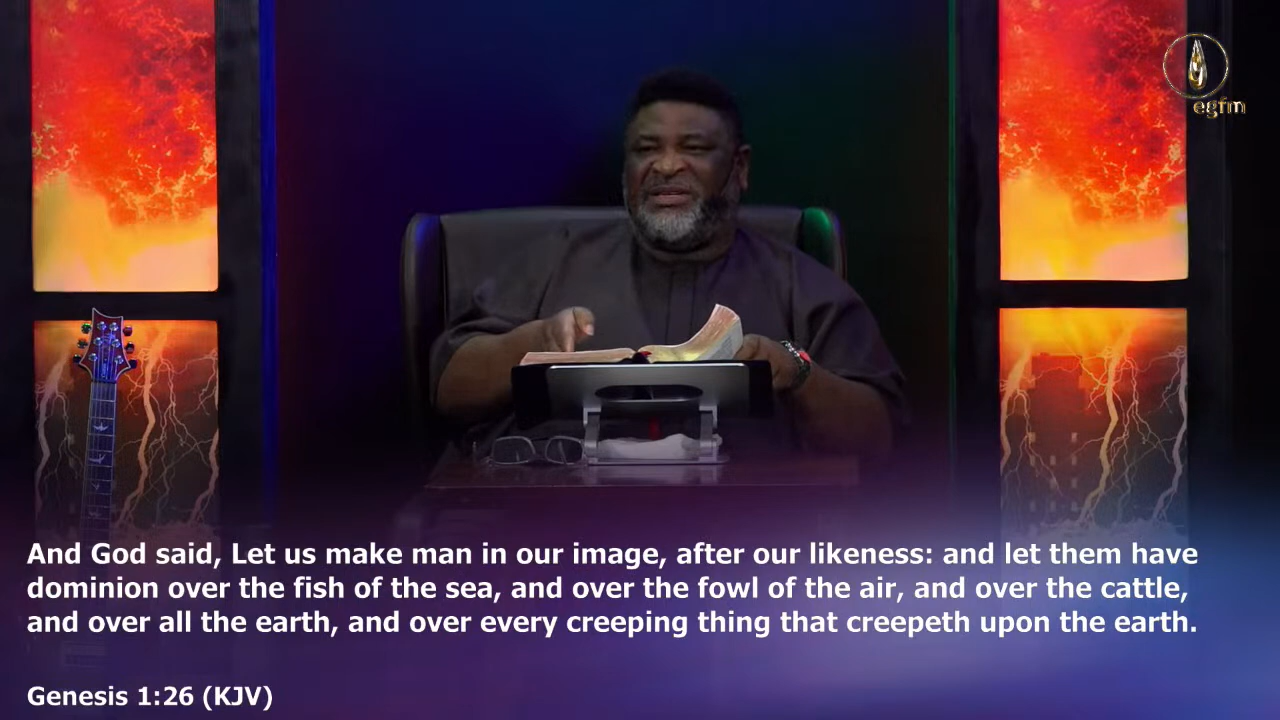 egfm
And God said, Let us make man in our image, after our likeness: and let them have
dominion over the fish of the sea, and over the fowl of the air, and over the cattle,
and over all the earth, and over every creeping thing that creepeth upon the earth.
Genesis 1:26 (KJV)